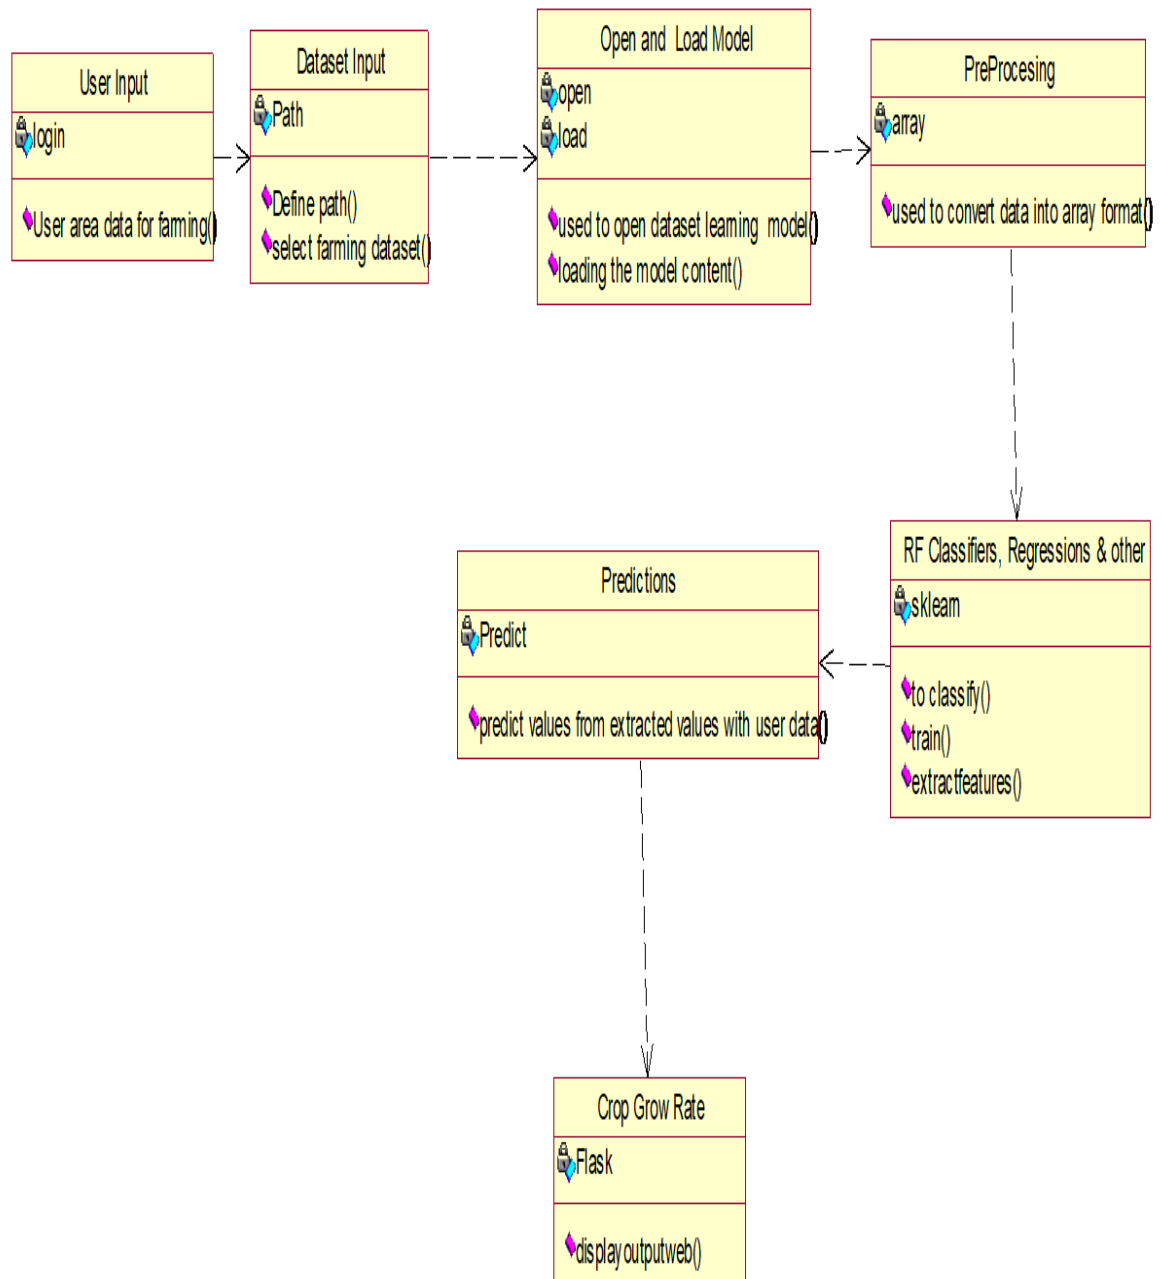 User Input
login
User area data for farming()
Dataset Input
Path
Define path()
select farming dataset()
Open and Load Model
open
load
used to open dataset learning model()
loading the model content()
PreProcesing
array
used to convert data into array format()
RF Classifiers, Regressions & other
sklearn
to classify()
train()
extractfeatures()
Predictions
Predict
predict values from extracted values with user data()
Crop Grow Rate
Flask
displayoutputweb()